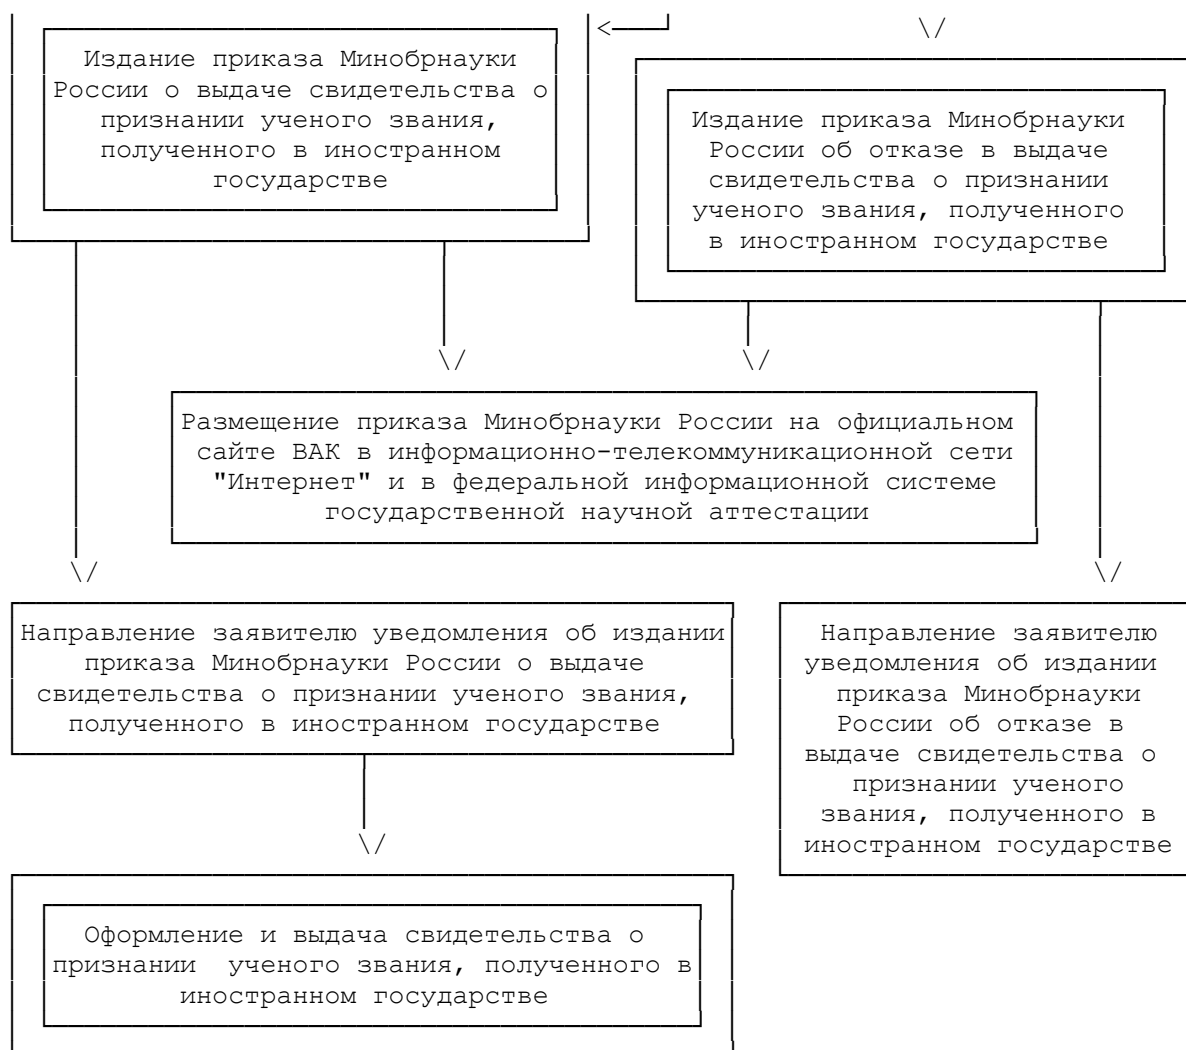 Издание приказа Минобрнауки
России о выдаче свидетельства о
признании ученого звания,
полученного в иностранном
государстве
Издание приказа Минобрнауки
России об отказе в выдаче
свидетельства о признании
ученого звания, полученного
в иностранном государстве
Размещение приказа Минобрнауки России на официальном
сайте ВАК в информационно-телекоммуникационной сети
"Интернет" и в федеральной информационной системе
государственной научной аттестации
Направление заявителю уведомления об издании
приказа Минобрнауки России о выдаче
свидетельства о признании ученого звания,
полученного в иностранном государстве
Направление заявителю
уведомления об издании
приказа Минобрнауки
России об отказе в
выдаче свидетельства о
признании ученого
звания, полученного в
иностранном государстве
Оформление и выдача свидетельства о
признании  ученого звания, полученного в
иностранном государстве